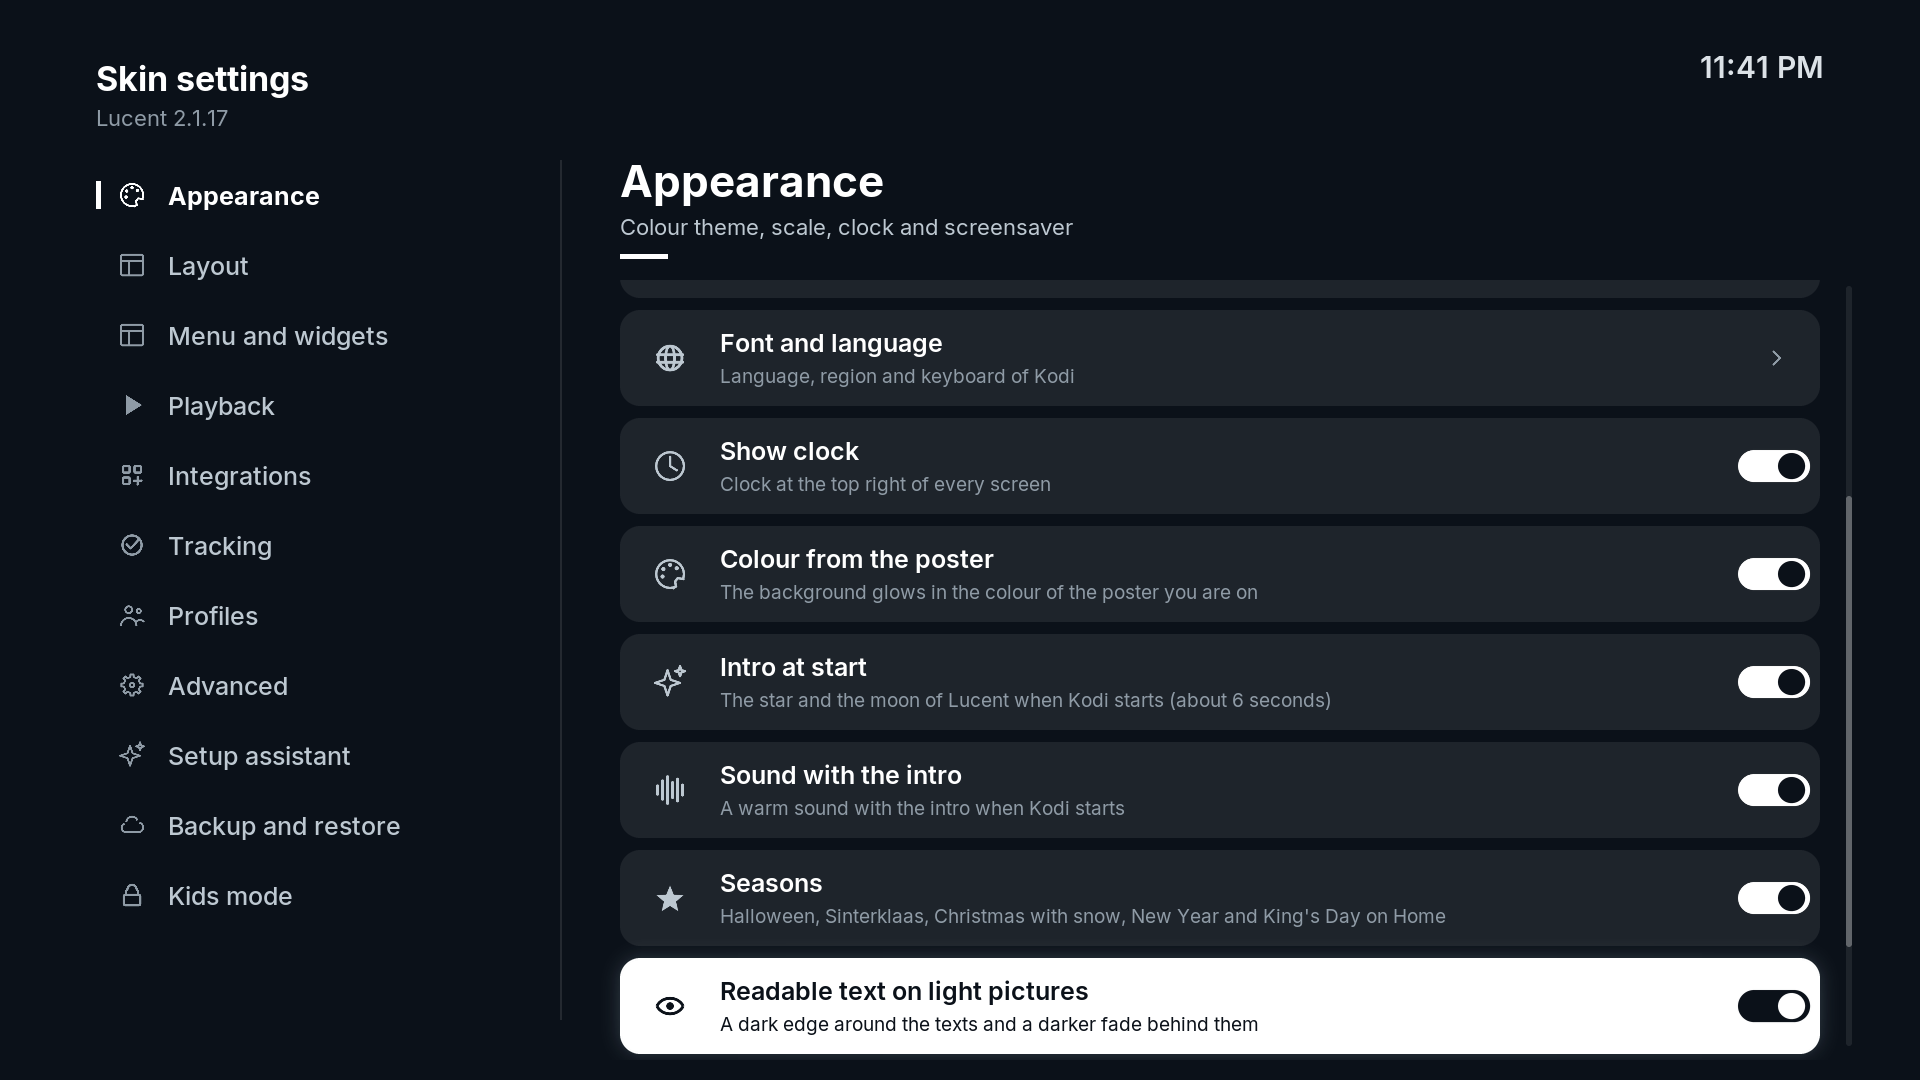 Skin settings
Lucent 2.1.17
11:41 PM
Appearance
Layout
Menu and widgets
Playback
Integrations
Tracking
Profiles
Advanced
Setup assistant
Backup and restore
Kids mode
Appearance
Colour theme, scale, clock and screensaver
Font and language
Language, region and keyboard of Kodi
Show clock
Clock at the top right of every screen
Colour from the poster
The background glows in the colour of the poster you are on
Intro at start
The star and the moon of Lucent when Kodi starts (about 6 seconds)
Sound with the intro
A warm sound with the intro when Kodi starts
Seasons
Halloween, Sinterklaas, Christmas with snow, New Year and King's Day on Home
Readable text on light pictures
A dark edge around the texts and a darker fade behind them